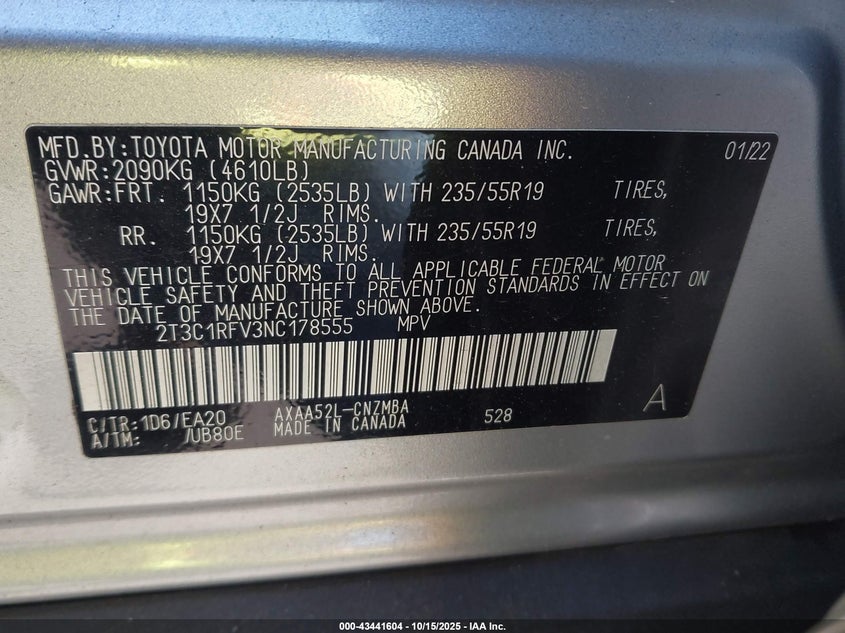 MFD.BY:TOYOTA MOTOR MANUFACTURING CANADA INC. 01/22
GVWR:2090KG (4610LB)
GAWR:FRT. 1150KG (2535LB) WITH 235/55R19 TIRES,
19X7 1/2J RIMS.
RR. 1150KG (2535LB) WITH 235/55R19 TIRES,
19X7 1/2J RIMS.
THIS VEHICLE CONFORMS TO ALL APPLICABLE FEDERAL MOTOR
VEHICLE SAFETY AND THEFT PREVENTION STANDARDS IN EFFECT ON
THE DATE OF MANUFACTURE SHOWN ABOVE.
2T3C1RFV3NC178555 MPV
C/TR:1D6/EA20 AXAA52L-CNZMBA 528 A
A/TM: /UB80E MADE IN CANADA
000-43441604 | 10/15/2025 - IAA Inc.